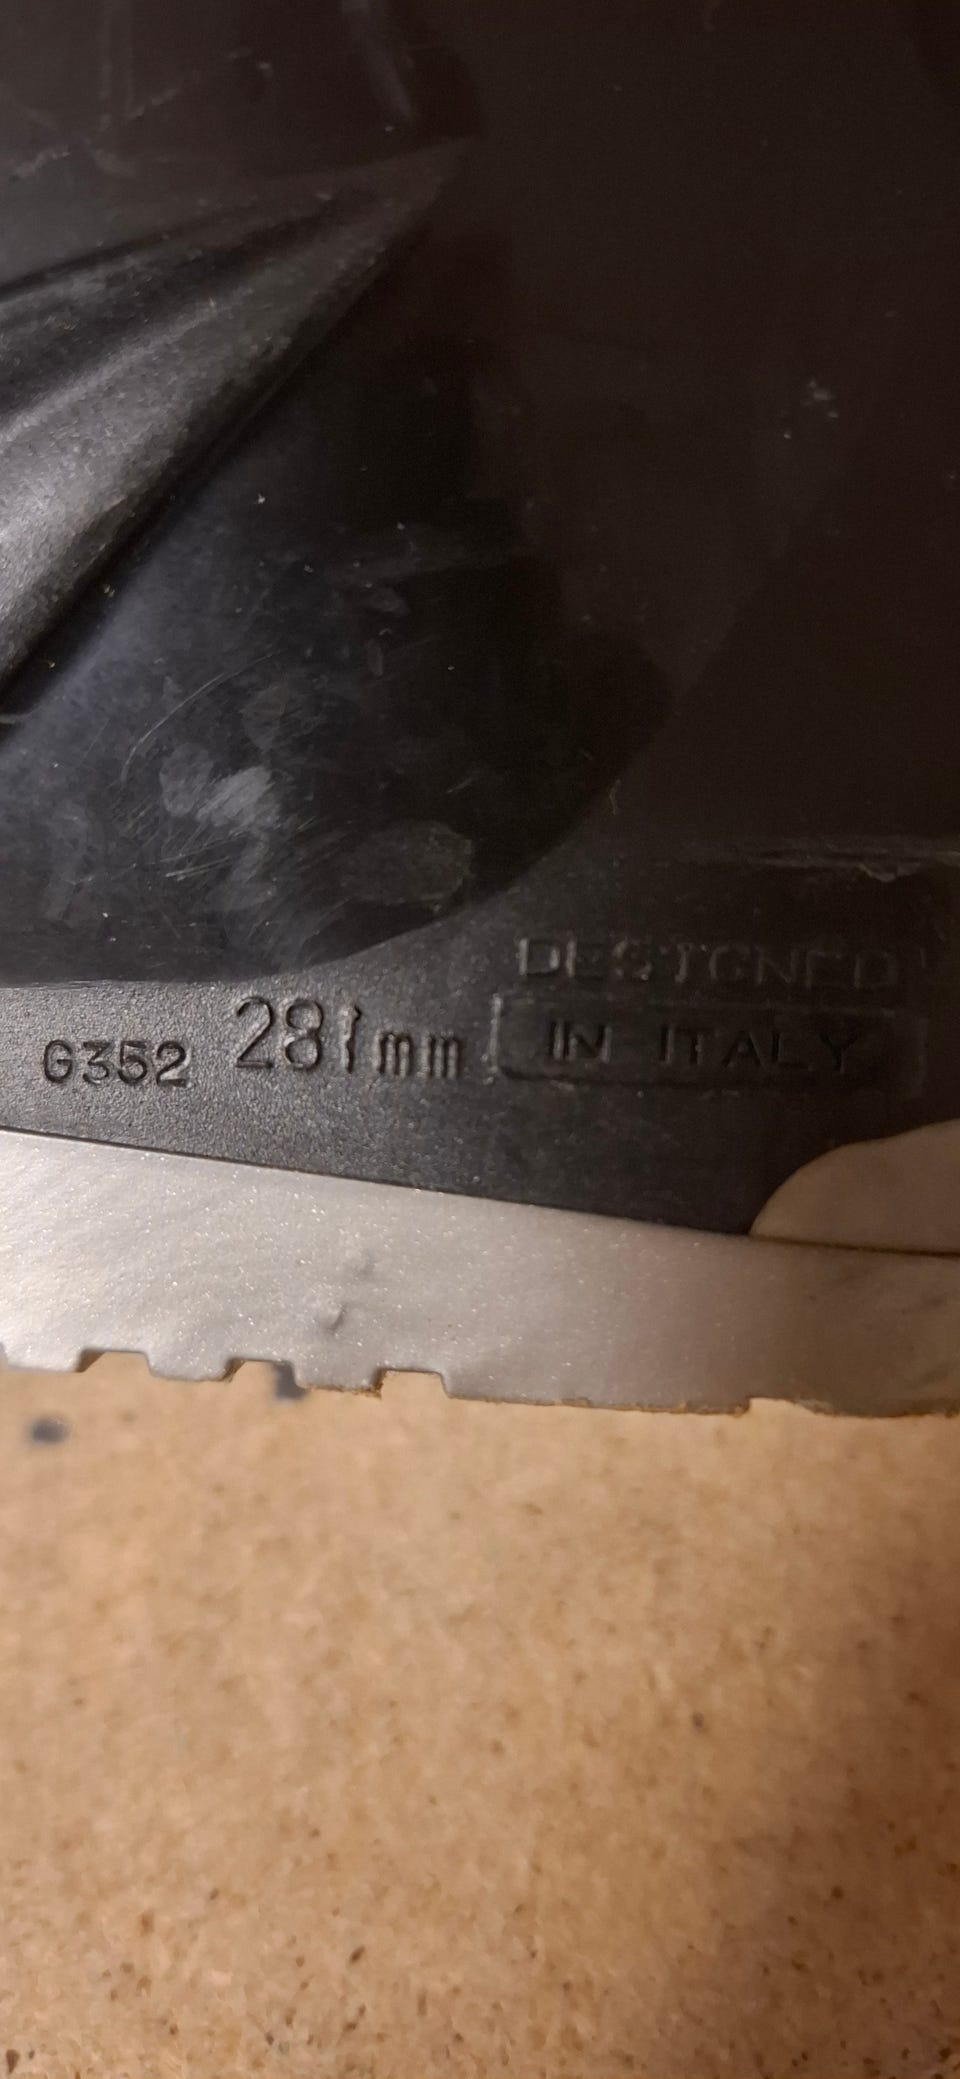 G352 281mm
DESIGNED
IN ITALY